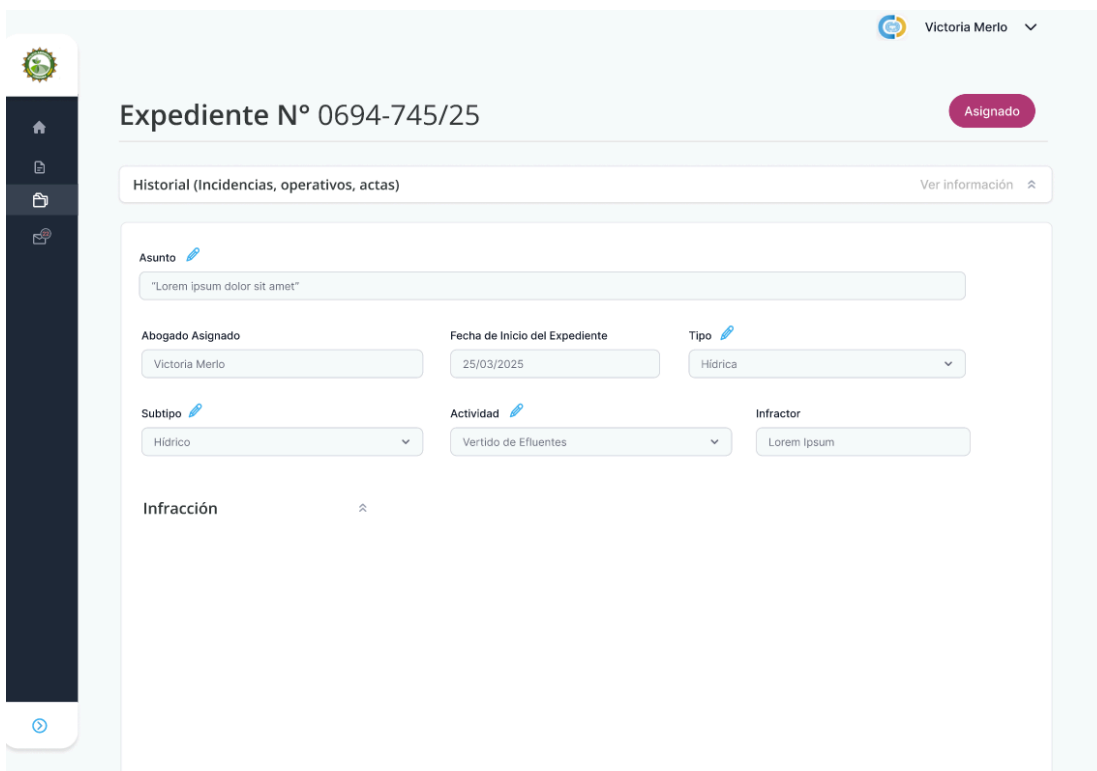 Victoria Merlo
Expediente N° 0694-745/25
Asignado
Historial (Incidencias, operativos, actas)
Ver información
Asunto
"Lorem ipsum dolor sit amet"
Abogado Asignado
Fecha de Inicio del Expediente
Tipo
Victoria Merlo
25/03/2025
Hídrica
Subtipo
Actividad
Infractor
Hídrico
Vertido de Efluentes
Lorem Ipsum
Infracción